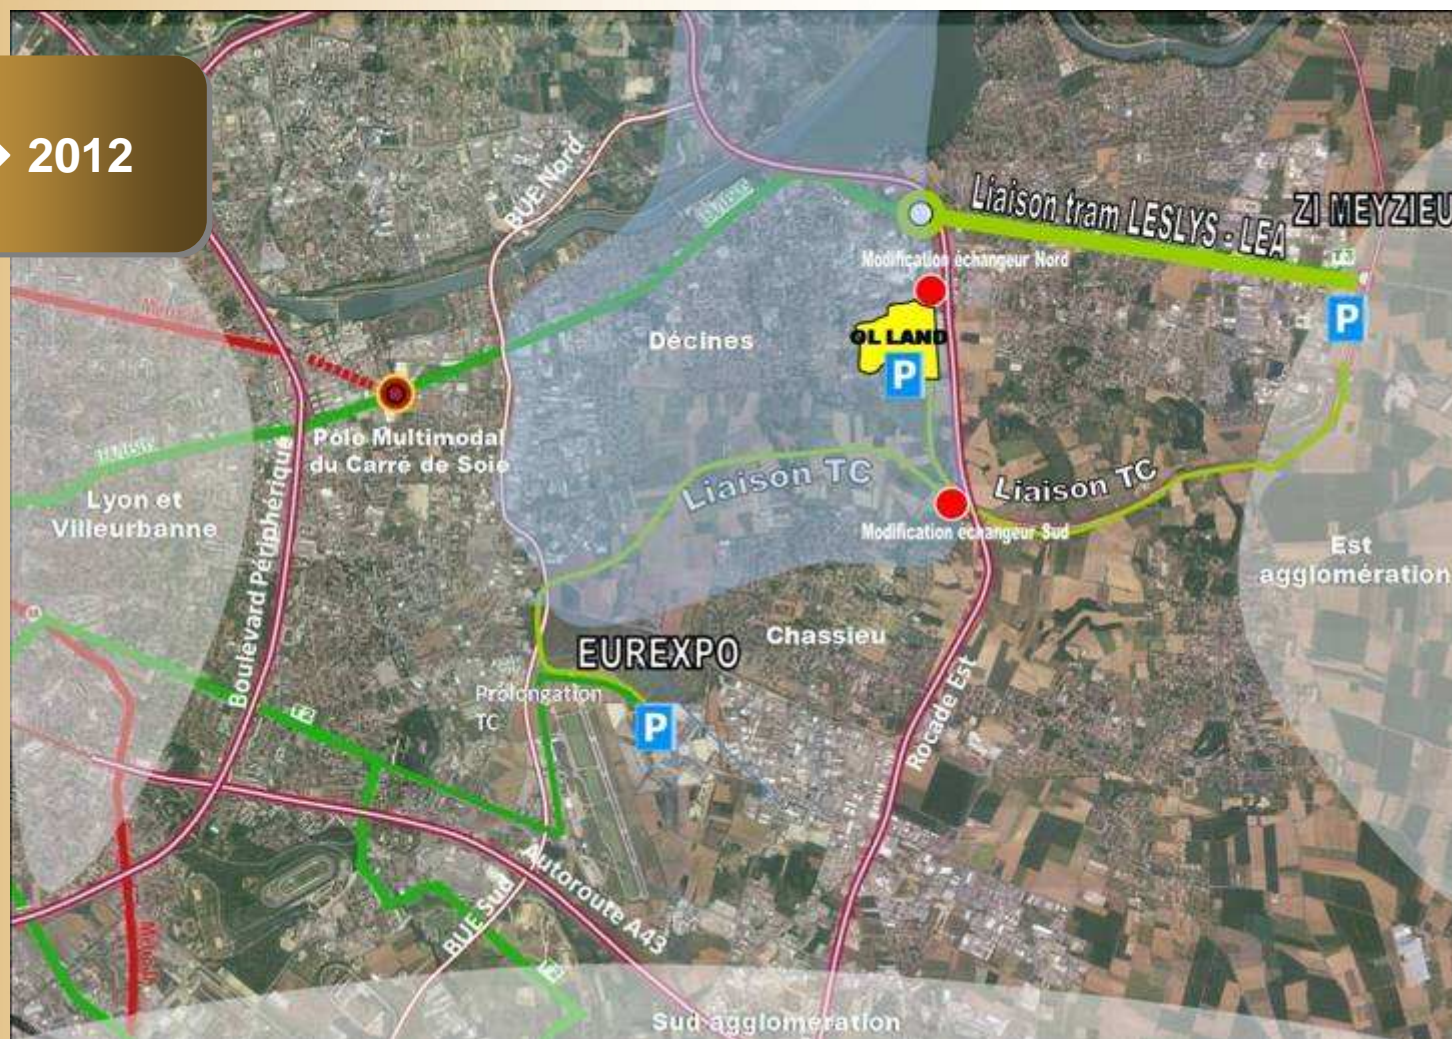 2012
BUE Nord
Liaison tram LESLYS - LEA
ZI MEYZIEU
Modification échangeur Nord
OL LAND
P
P
Décines
Pôle Multimodal
du Carré de Soie
Lyon et
Villeurbanne
Boulevard Périphérique
Liaison TC
Liaison TC
Modification échangeur Sud
Est
agglomération
Chassieu
EUREXPO
Prolongation
TC
P
Rocade Est
Autoroute A43
BUE Sud
Sud agglomération